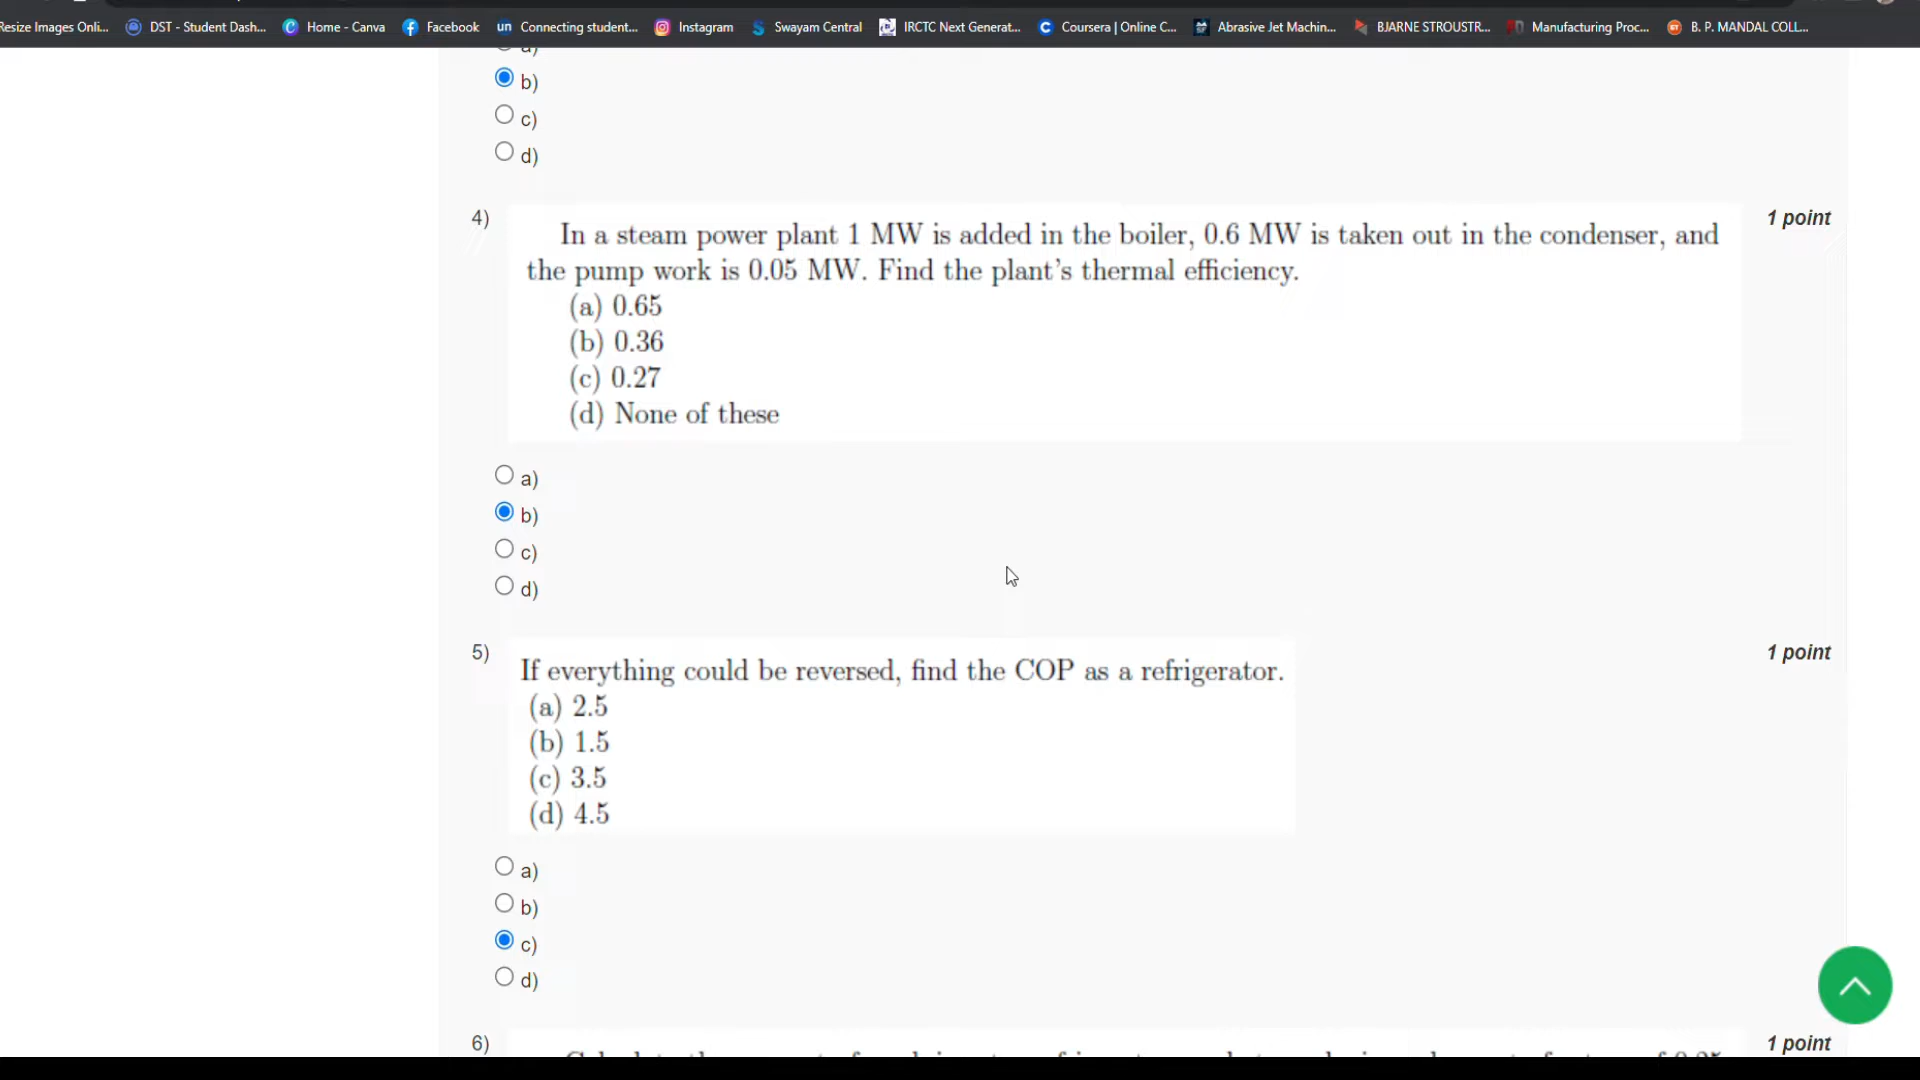 Resize Images Onli... DST - Student Dash... Home - Canva Facebook un Connecting student... Instagram Swayam Central IRCTC Next Generat... Coursera | Online C... Abrasive Jet Machin... BJARNE STROUSTR... Manufacturing Proc... B. P. MANDAL COLL...
a)
b)
c)
d)
4) In a steam power plant 1 MW is added in the boiler, 0.6 MW is taken out in the condenser, and 1 point
the pump work is 0.05 MW. Find the plant's thermal efficiency.
(a) 0.65
(b) 0.36
(c) 0.27
(d) None of these
a)
b)
c)
d)
5) If everything could be reversed, find the COP as a refrigerator. 1 point
(a) 2.5
(b) 1.5
(c) 3.5
(d) 4.5
a)
b)
c)
d)
6) 1 point